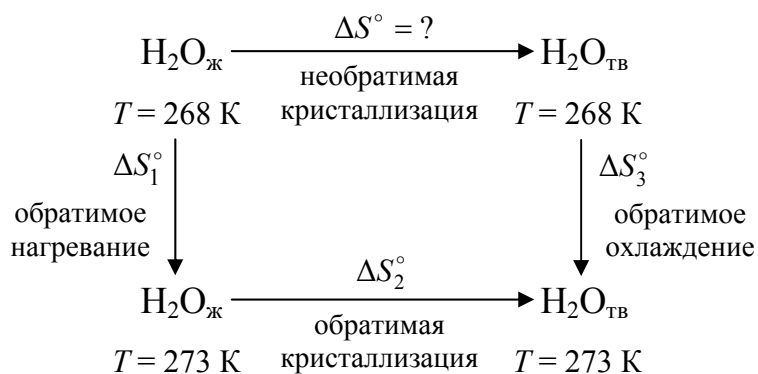 ΔS° = ?
H₂Oж H₂Oтв
необратимая
кристаллизация
T = 268 К T = 268 К
ΔS₁° ΔS₃°
обратимое обратимое
нагревание охлаждение
ΔS₂°
H₂Oж H₂Oтв
обратимая
кристаллизация
T = 273 К T = 273 К